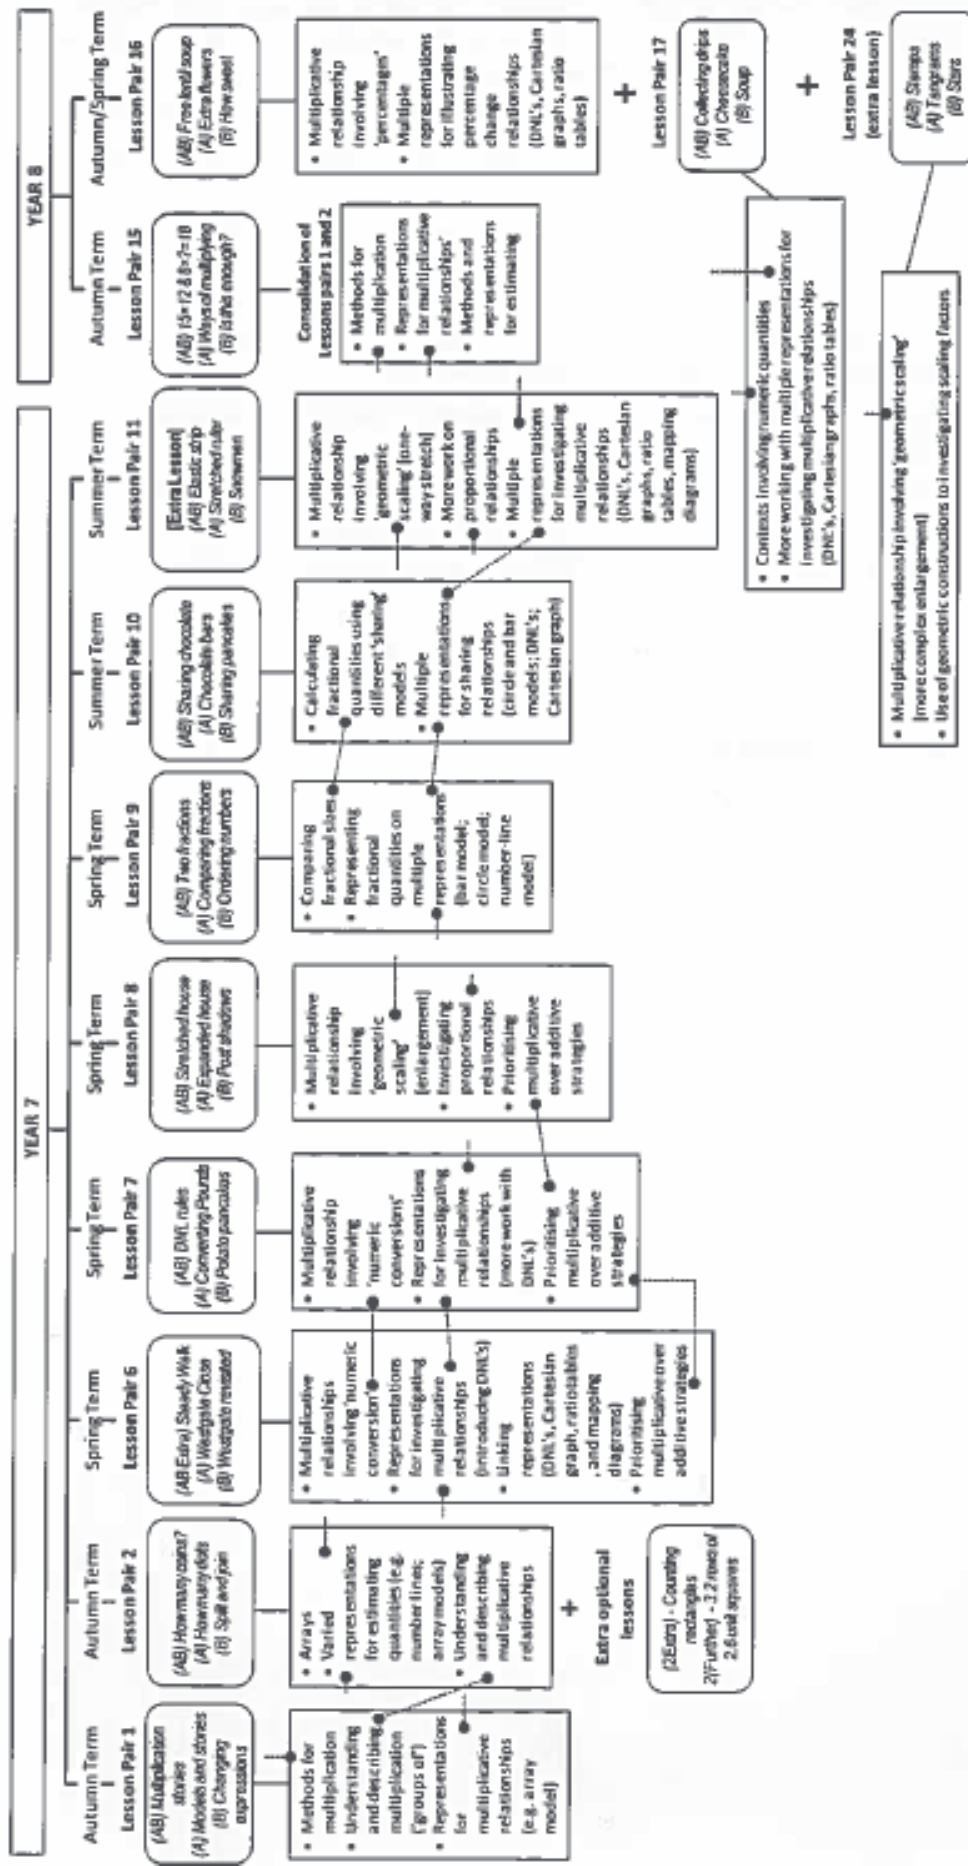 YEAR 7
Autumn Term
Lesson Pair 1
(AB) Multiplication
stories
(A) Models and stories
(B) Changing
expressions
• Methods for
multiplication
• Understanding
and describing
multiplication
('groups of')
• Representations
for
multiplicative
relationships
(e.g. array
model)
Autumn Term
Lesson Pair 2
(AB) How many coins?
(A) How many dots
(B) Split and join
• Arrays
• Varied
representations
for estimating
quantities (e.g.
number lines;
array models)
• Understanding
and describing
multiplicative
relationships
+
Extra optional
lessons
(2Extra) - Counting
rectangles
2(Further) - 3.2 rows of
2.6 unit squares
Spring Term
Lesson Pair 6
(AB Extra) Steady Walk
(A) Westgate Close
(B) Westgate revisited
• Multiplicative
relationships
involving 'numeric
conversion'
• Representations
for investigating
multiplicative
relationships
(introducing DNL's)
• Linking
representations
(DNL's, Cartesian
graph, ratio tables
, and mapping
diagrams)
• Prioritising
multiplicative over
additive strategies
Spring Term
Lesson Pair 7
(AB) DNL rules
(A) Converting Pounds
(B) Potato pancakes
• Multiplicative
relationship
involving
'numeric
conversions'
• Representations
for investigating
multiplicative
relationships
(more work with
DNL's)
• Prioritising
multiplicative
over additive
strategies
Spring Term
Lesson Pair 8
(AB) Stretched house
(A) Expanded house
(B) Post shadows
• Multiplicative
relationship
involving
'geometric
scaling'
[enlargement]
• Investigating
proportional
relationships
• Prioritising
multiplicative
over additive
strategies
Spring Term
Lesson Pair 9
(AB) Two fractions
(A) Comparing fractions
(B) Ordering numbers
• Comparing
fractional sizes
• Representing
fractional
quantities on
multiple
representations
(bar model;
circle model;
number-line
model)
Summer Term
Lesson Pair 10
(AB) Sharing chocolate
(A) Chocolate bars
(B) Sharing pancakes
• Calculating
fractional
quantities using
different 'sharing'
models
• Multiple
representations
for sharing
relationships
(circle and bar
models; DNL's;
Cartesian graph)
Summer Term
Lesson Pair 11
[Extra Lesson]
(AB) Elastic strip
(A) Stretched ruler
(B) Snowmen
• Multiplicative
relationship
involving
'geometric
scaling' [one-
way stretch]
• More work on
proportional
relationships
• Multiple
representations
for investigating
multiplicative
relationships
(DNL's, Cartesian
graphs, ratio
tables, mapping
diagrams)
YEAR 8
Autumn Term
Lesson Pair 15
(AB) 15×12 & 8×?=18
(A) Ways of multiplying
(B) Is this enough?
Consolidation of
Lessons pairs 1 and 2
• Methods for
multiplication
• Representations
for multiplicative
relationships'
• Methods and
representations
for estimating
Autumn/Spring Term
Lesson Pair 16
(AB) Free-lend soup
(A) Extra flowers
(B) How sweet
• Multiplicative
relationship
involving
'percentages'
• Multiple
representations
for illustrating
percentage
change
relationships
(DNL's, Cartesian
graphs, ratio
tables)
+
Lesson Pair 17
(AB) Collecting drips
(A) Cheesecake
(B) Soup
• Contexts involving numeric quantities
• More working with multiple representations for
investigating multiplicative relationships
(DNL's, Cartesian graphs, ratio tables)
+
Lesson Pair 24
(extra lesson)
(AB) Stamps
(A) Tangrams
(B) Stars
• Multiplicative relationship involving 'geometric scaling'
[more complex enlargement]
• Use of geometric constructions to investigating scaling factors